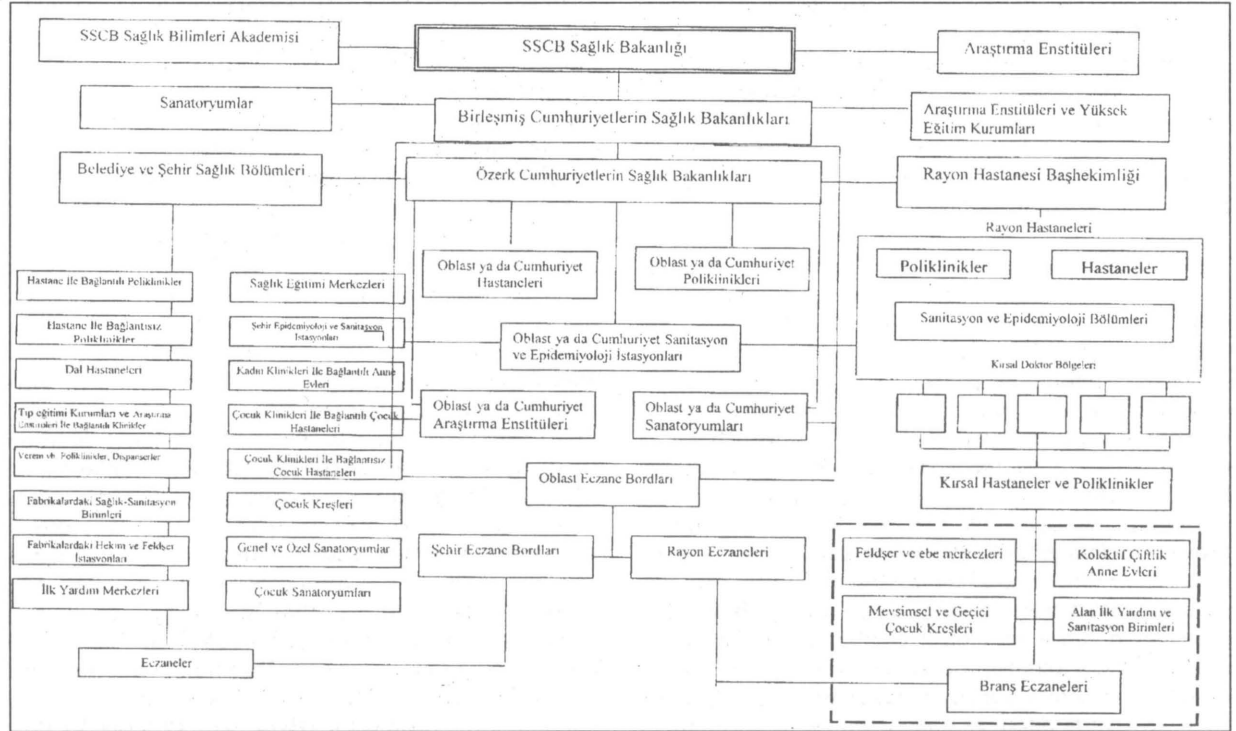 SSCB Sağlık Bilimleri Akademisi
SSCB Sağlık Bakanlığı
Araştırma Enstitüleri
Sanatoryumlar
Birleşmiş Cumhuriyetlerin Sağlık Bakanlıkları
Araştırma Enstitüleri ve Yüksek
Eğitim Kurumları
Belediye ve Şehir Sağlık Bölümleri
Özerk Cumhuriyetlerin Sağlık Bakanlıkları
Rayon Hastanesi Başhekimliği
Rayon Hastaneleri
Poliklinikler
Hastaneler
Sanitasyon ve Epidemiyoloji Bölümleri
Kırsal Doktor Bölgeleri
Oblast ya da Cumhuriyet
Hastaneleri
Oblast ya da Cumhuriyet
Poliklinikleri
Oblast ya da Cumhuriyet Sanitasyon
ve Epidemiyoloji İstasyonları
Oblast ya da Cumhuriyet
Araştırma Enstitüleri
Oblast ya da Cumhuriyet
Sanatoryumları
Hastane İle Bağlantılı Poliklinikler
Hastane İle Bağlantısız
Poliklinikler
Dal Hastaneleri
Tıp eğitimi Kurumları ve Araştırma
Enstitüleri İle Bağlantılı Klinikler
Verem vb. Poliklinikler, Dispanserler
Fabrikalardaki Sağlık-Sanitasyon
Birimleri
Fabrikalardaki Hekim ve Feldşer
İstasyonları
İlk Yardım Merkezleri
Sağlık Eğitimi Merkezleri
Şehir Epidemiyoloji ve Sanitasyon
İstasyonları
Kadın Klinikleri İle Bağlantılı Anne
Evleri
Çocuk Klinikleri İle Bağlantılı Çocuk
Hastaneleri
Çocuk Klinikleri İle Bağlantısız
Çocuk Hastaneleri
Çocuk Kreşleri
Genel ve Özel Sanatoryumlar
Çocuk Sanatoryumları
Oblast Eczane Bordları
Şehir Eczane Bordları
Rayon Eczaneleri
Eczaneler
Kırsal Hastaneler ve Poliklinikler
Feldşer ve ebe merkezleri
Kolektif Çiftlik
Anne Evleri
Mevsimsel ve Geçici
Çocuk Kreşleri
Alan İlk Yardım ve
Sanitasyon Birimleri
Branş Eczaneleri